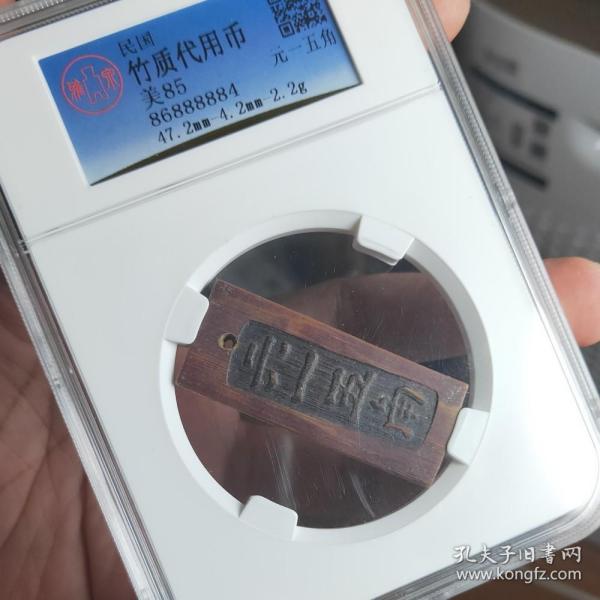 民国
竹质代用币
美85
元一五角
86888884
47.2mm-4.2mm-2.2g
孔夫子旧书网
www.kongfz.com